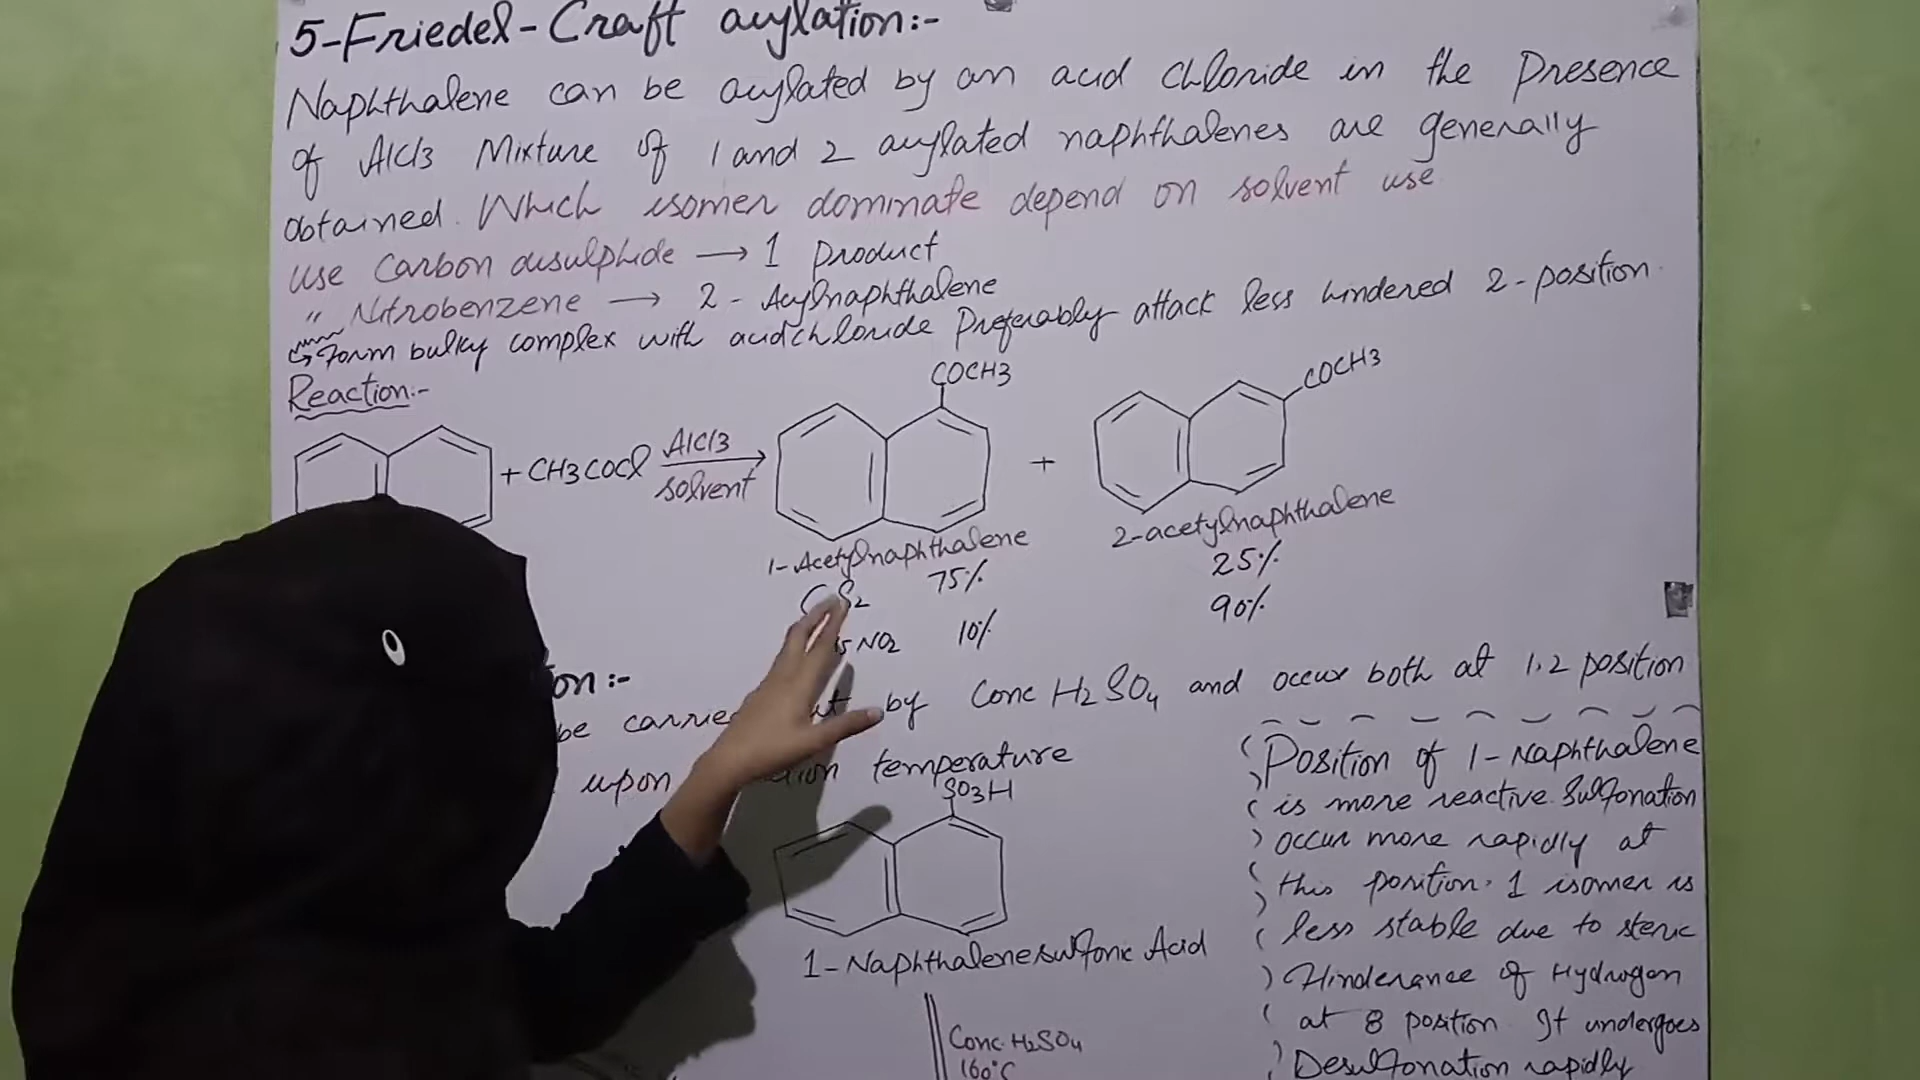 5-Friedel-Craft acylation:-
Naphthalene can be acylated by an acid chloride in the Presence
of AlCl3 Mixture of 1 and 2 acylated naphthalenes are generally
obtained. Which isomer dominate depend on solvent use
use Carbon disulphide → 1 Product
" Nitrobenzene → 2 - Acylnaphthalene
↳ Form bulky complex with acid chloride Preferably attack less hindered 2-position.
Reaction:-
+ CH3COCl AlCl3 solvent
COCH3
+
COCH3
1-Acetylnaphthalene
2-acetylnaphthalene
75% 25%
NO2 10% 90%
on :-
be by Conc H2SO4 and occur both at 1,2 position
upon temperature
SO3H
1-Naphthalenesulfonic Acid
Conc. H2SO4
160°C
Position of 1-Naphthalene
is more reactive. Sulfonation
occur more rapidly at
this position. 1 isomer is
less stable due to steric
Hinderance of Hydrogen
at 8 position It undergoes
Desulfonation rapidly